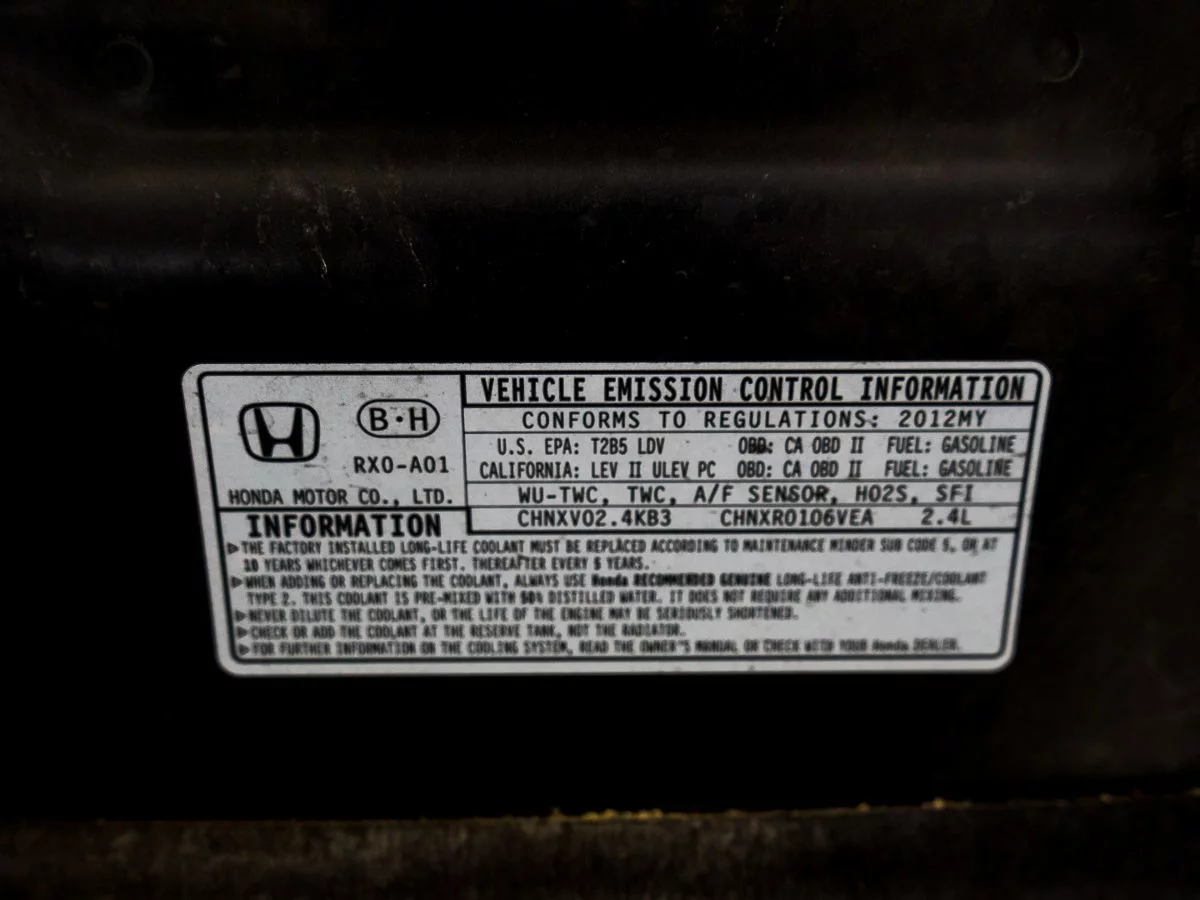 VEHICLE EMISSION CONTROL INFORMATION
B·H
CONFORMS TO REGULATIONS: 2012MY
U.S. EPA: T2B5 LDV OBD: CA OBD II FUEL: GASOLINE
RX0-A01
CALIFORNIA: LEV II ULEV PC OBD: CA OBD II FUEL: GASOLINE
HONDA MOTOR CO., LTD.
WU-TWC, TWC, A/F SENSOR, HO2S, SFI
CHNXV02.4KB3 CHNXR0106VEA 2.4L
INFORMATION
▷THE FACTORY INSTALLED LONG-LIFE COOLANT MUST BE REPLACED ACCORDING TO MAINTENANCE MINDER SUB CODE 5, OR AT
10 YEARS WHICHEVER COMES FIRST, THEREAFTER EVERY 5 YEARS.
▷WHEN ADDING OR REPLACING THE COOLANT, ALWAYS USE Honda RECOMMENDED GENUINE LONG-LIFE ANTI-FREEZE/COOLANT
TYPE 2. THIS COOLANT IS PRE-MIXED WITH 50% DISTILLED WATER. IT DOES NOT REQUIRE ANY ADDITIONAL MIXING.
▷NEVER DILUTE THE COOLANT, OR THE LIFE OF THE ENGINE MAY BE SERIOUSLY SHORTENED.
▷CHECK OR ADD THE COOLANT AT THE RESERVE TANK, NOT THE RADIATOR.
▷FOR FURTHER INFORMATION ON THE COOLING SYSTEM, READ THE OWNER'S MANUAL OR CHECK WITH YOUR Honda DEALER.